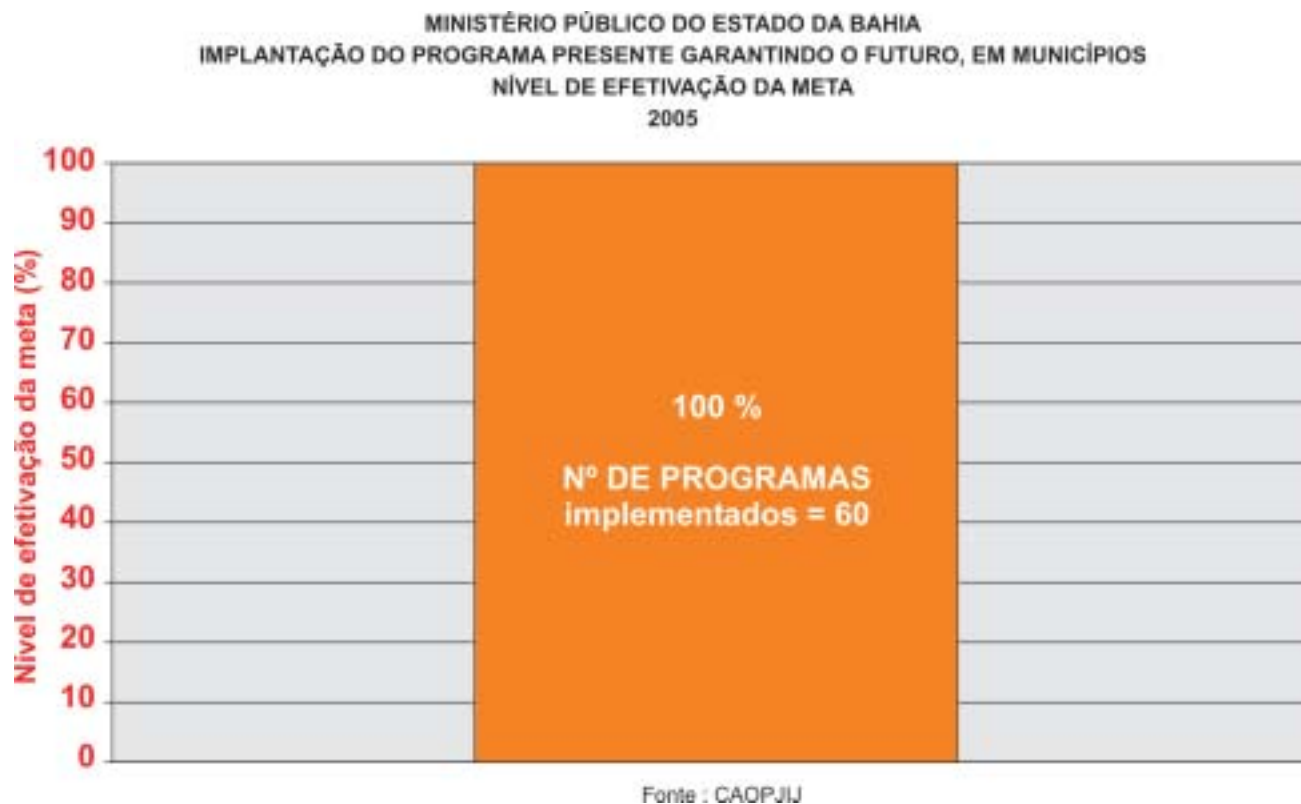 MINISTÉRIO PÚBLICO DO ESTADO DA BAHIA
IMPLANTAÇÃO DO PROGRAMA PRESENTE GARANTINDO O FUTURO, EM MUNICÍPIOS
NÍVEL DE EFETIVAÇÃO DA META
2005
Nível de efetivação da meta (%)
100
90
80
70
60
50
40
30
20
10
0
100 %
Nº DE PROGRAMAS
implementados = 60
Fonte : CAOPJIJ